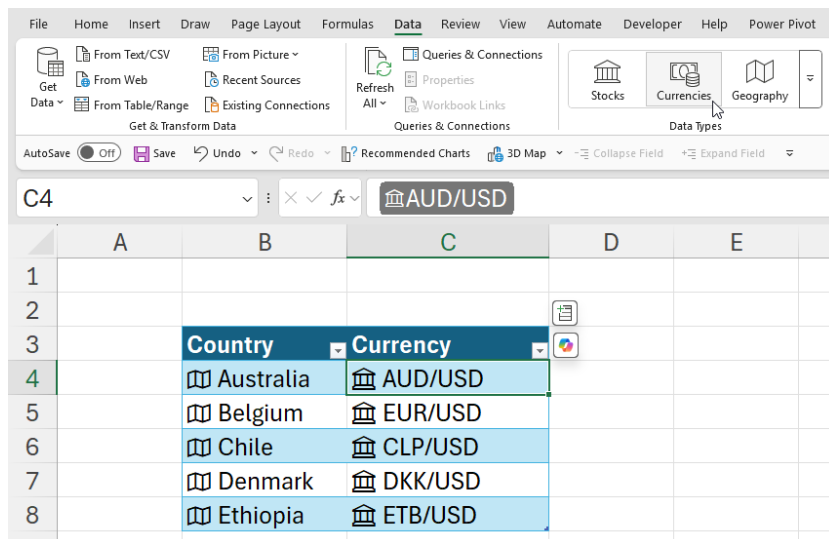 File Home Insert Draw Page Layout Formulas Data Review View Automate Developer Help Power Pivot
Get Data
From Text/CSV
From Web
From Table/Range
From Picture
Recent Sources
Existing Connections
Get & Transform Data
Refresh All
Queries & Connections
Properties
Workbook Links
Queries & Connections
Stocks
Currencies
Geography
Data Types
AutoSave Off Save Undo Redo Recommended Charts 3D Map Collapse Field Expand Field
C4 fx AUD/USD
A B C D E
1
2
3 Country Currency
4 Australia AUD/USD
5 Belgium EUR/USD
6 Chile CLP/USD
7 Denmark DKK/USD
8 Ethiopia ETB/USD